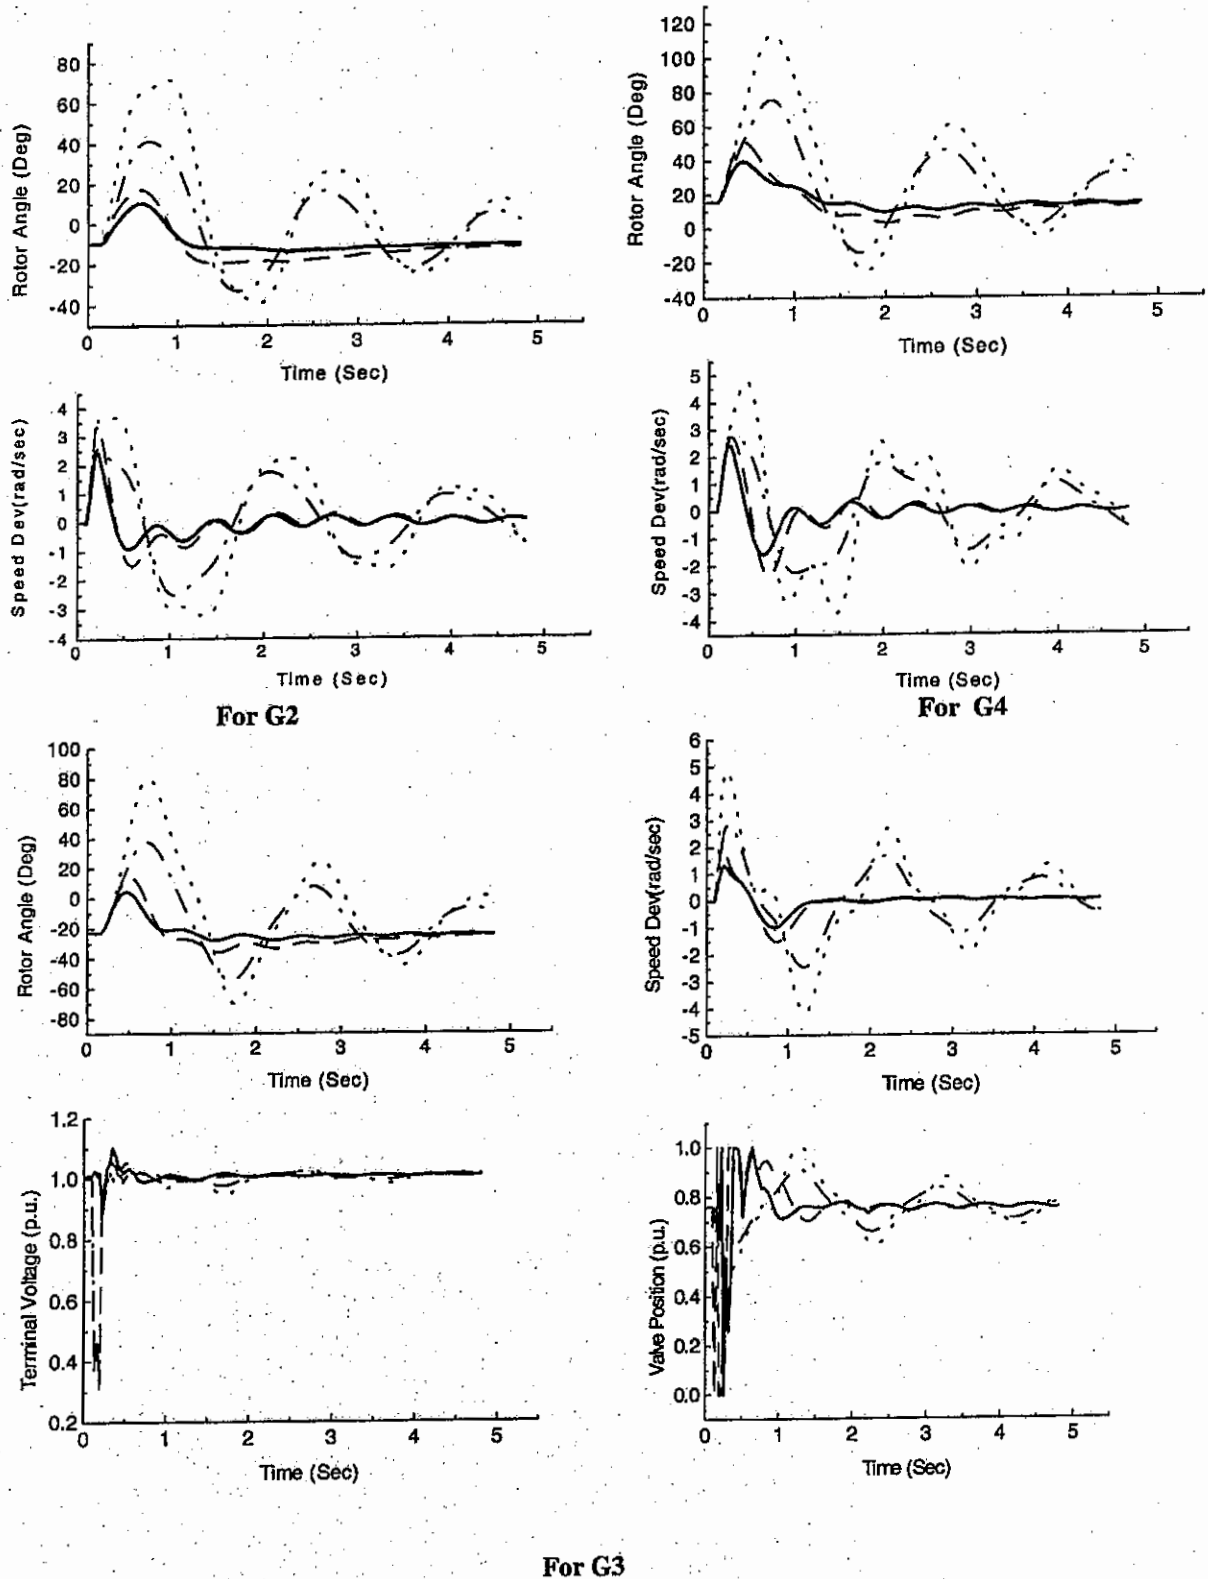 80
60
40
20
0
-20
-40
Rotor Angle (Deg)
0 1 2 3 4 5
Time (Sec)
120
100
80
60
40
20
0
-20
-40
Rotor Angle (Deg)
0 1 2 3 4 5
Time (Sec)
4
3
2
1
0
-1
-2
-3
-4
Speed Dev(rad/sec)
0 1 2 3 4 5
Time (Sec)
For G2
5
4
3
2
1
0
-1
-2
-3
-4
Speed Dev(rad/sec)
0 1 2 3 4 5
Time (Sec)
For G4
100
80
60
40
20
0
-20
-40
-60
-80
Rotor Angle (Deg)
0 1 2 3 4 5
Time (Sec)
6
5
4
3
2
1
0
-1
-2
-3
-4
-5
Speed Dev(rad/sec)
0 1 2 3 4 5
Time (Sec)
1.2
1.0
0.8
0.6
0.4
0.2
Terminal Voltage (p.u.)
0 1 2 3 4 5
Time (Sec)
1.0
0.8
0.6
0.4
0.2
0.0
Valve Position (p.u.)
0 1 2 3 4 5
Time (Sec)
For G3